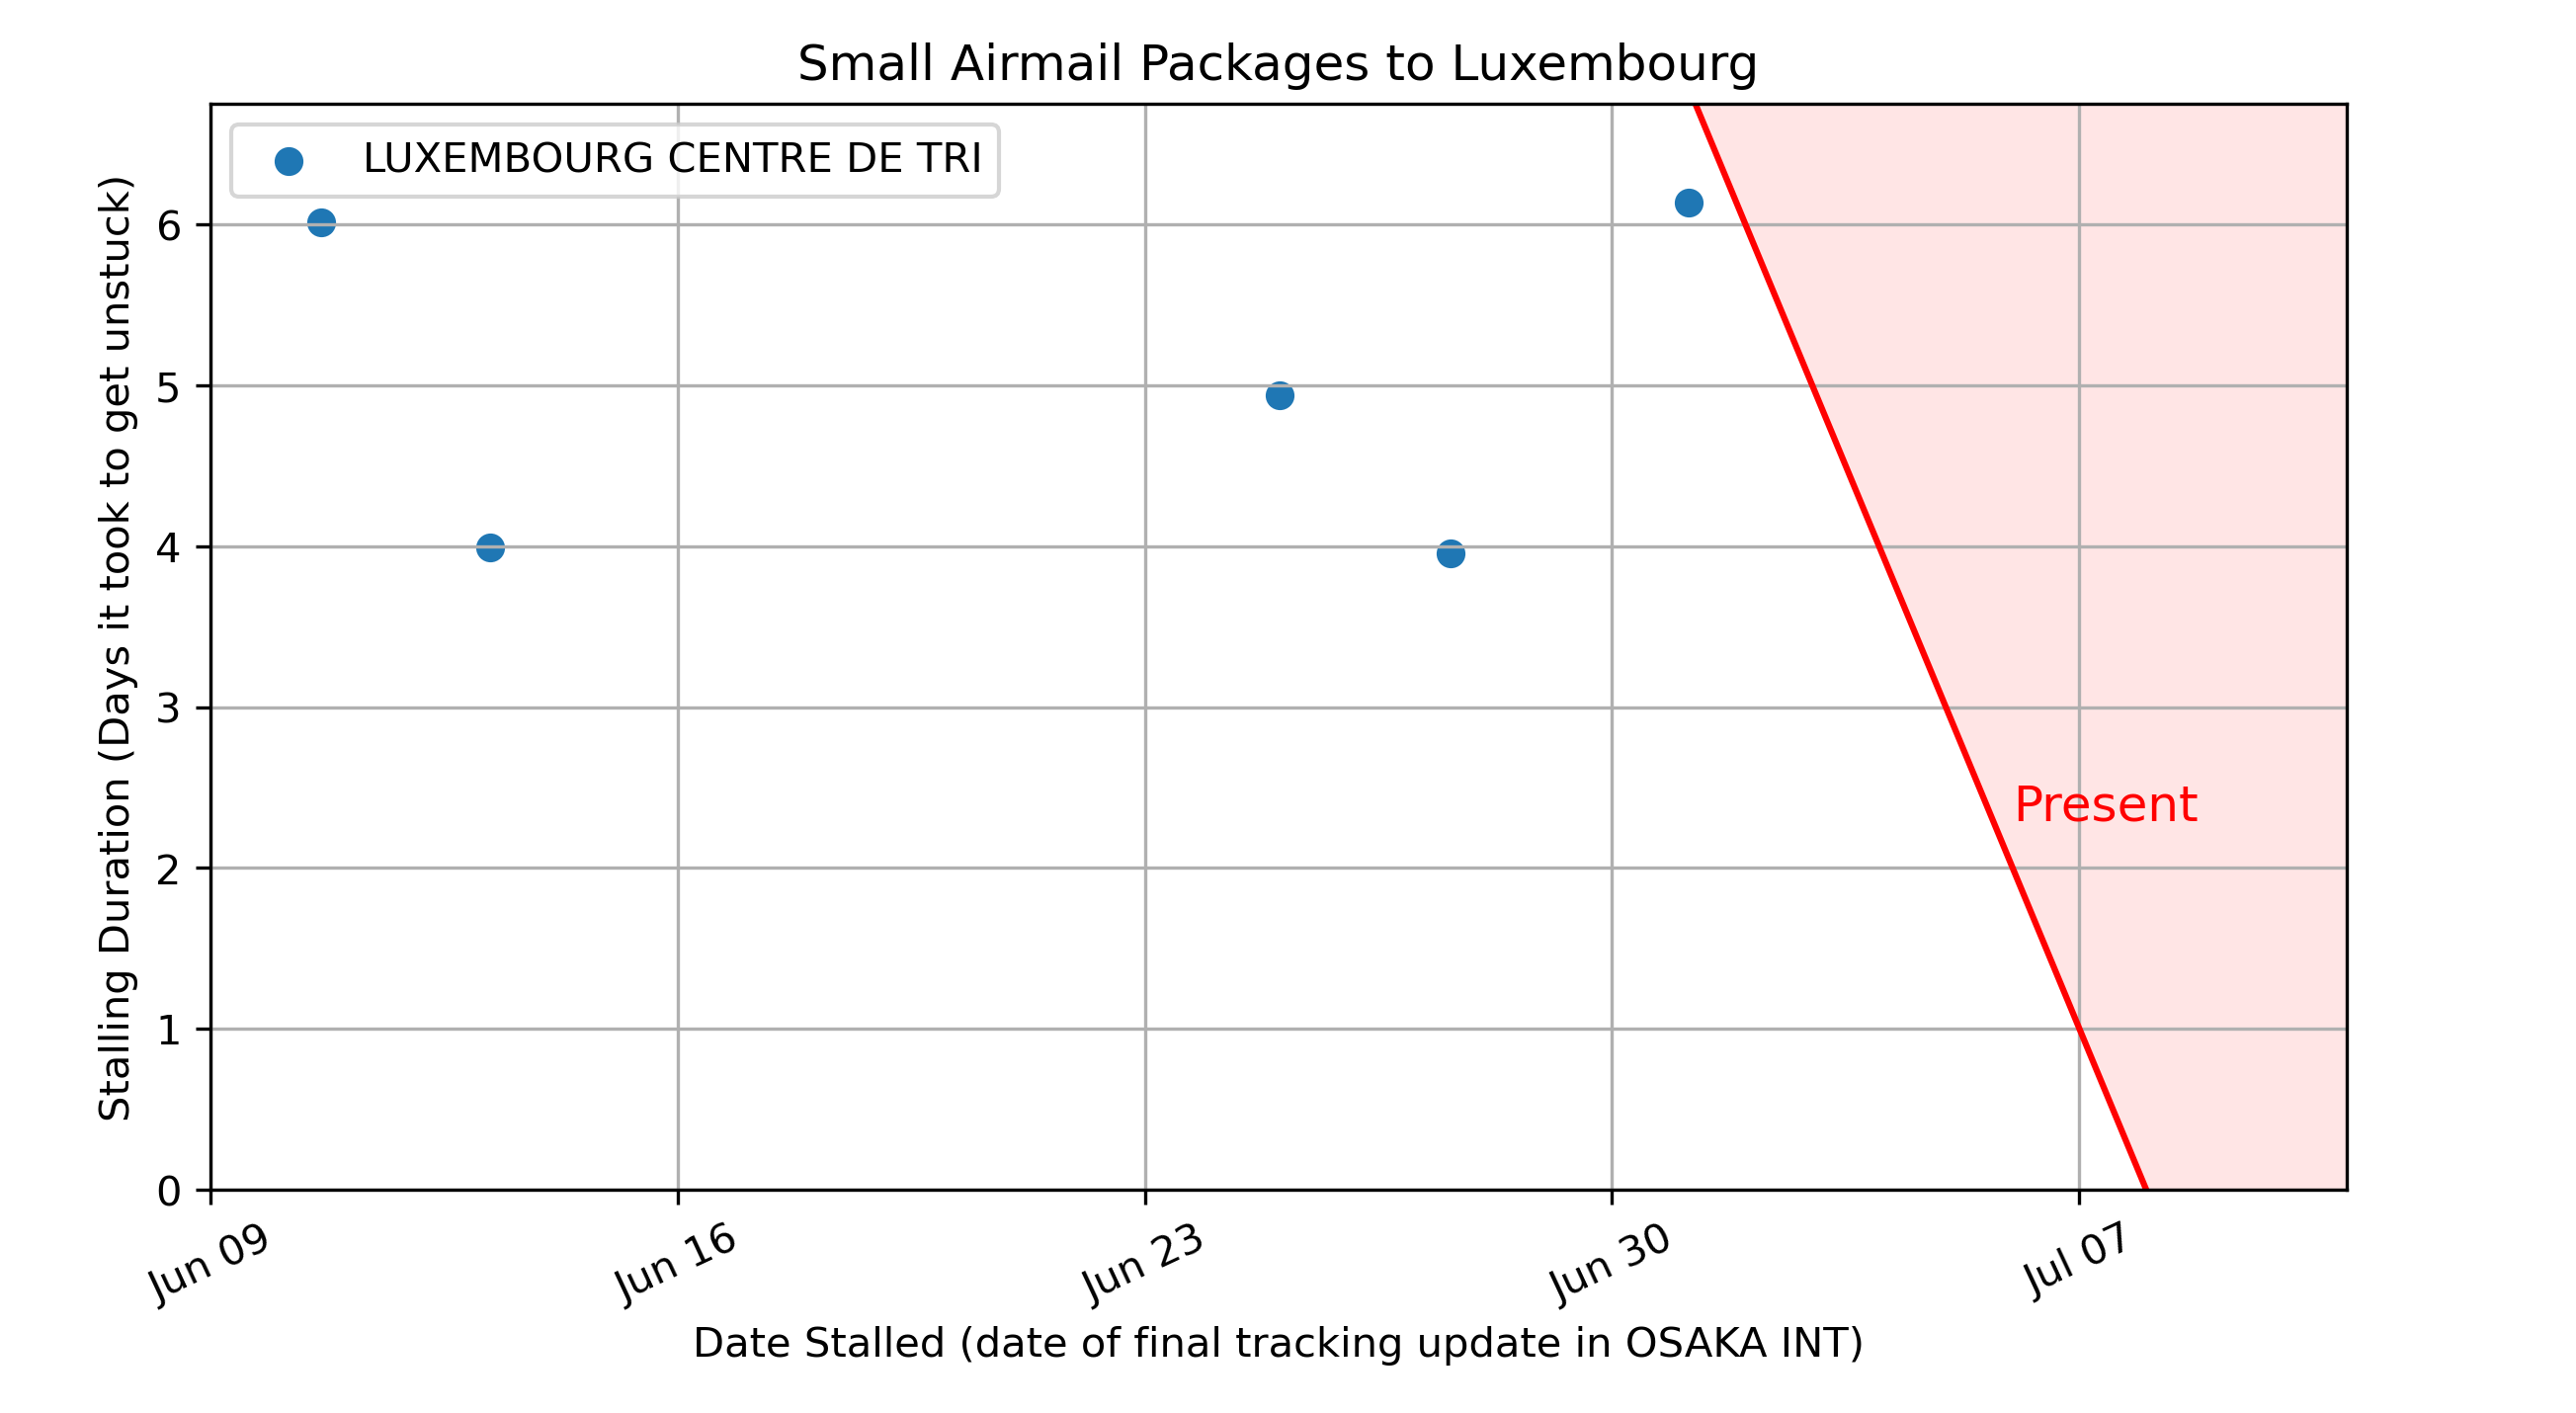 Small Airmail Packages to Luxembourg
LUXEMBOURG CENTRE DE TRI
Stalling Duration (Days it took to get unstuck)
6
5
4
3
2
1
0
Present
Jun 09
Jun 16
Jun 23
Jun 30
Jul 07
Date Stalled (date of final tracking update in OSAKA INT)